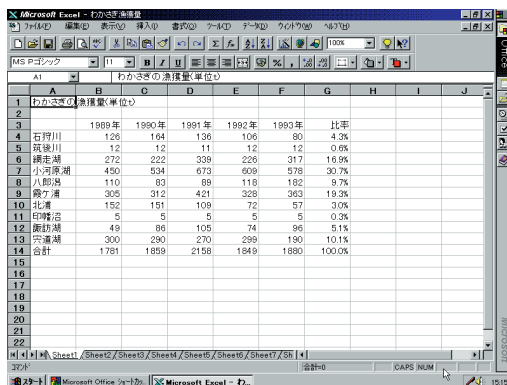 Microsoft Excel - わかさぎ漁獲量
ファイル(F) 編集(E) 表示(V) 挿入(I) 書式(O) ツール(T) データ(D) ウィンドウ(W) ヘルプ(H)
100%
MS Pゴシック 11 B I U
A1 わかさぎの漁獲量(単位t)
A B C D E F G H I J
1 わかさぎの漁獲量(単位t)
2
3 1989年 1990年 1991年 1992年 1993年 比率
4 石狩川 126 164 136 106 80 4.3%
5 筑後川 12 12 11 12 12 0.6%
6 網走湖 272 222 339 226 317 16.9%
7 小河原湖 450 534 673 609 578 30.7%
8 八郎潟 110 83 89 118 182 9.7%
9 霞ケ浦 305 312 421 328 363 19.3%
10 北浦 152 151 109 72 57 3.0%
11 印幡沼 5 5 5 5 5 0.3%
12 諏訪湖 49 86 105 74 96 5.1%
13 宍道湖 300 290 270 299 190 10.1%
14 合計 1781 1859 2158 1849 1880 100.0%
15
16
17
18
19
20
21
22
Sheet1 Sheet2 Sheet3 Sheet4 Sheet5 Sheet6 Sheet7 Sh
コマンド 合計=0 CAPS NUM
スタート Microsoft Office ショートカッ... Microsoft Excel - わ... 15:15
Office
Microsoft